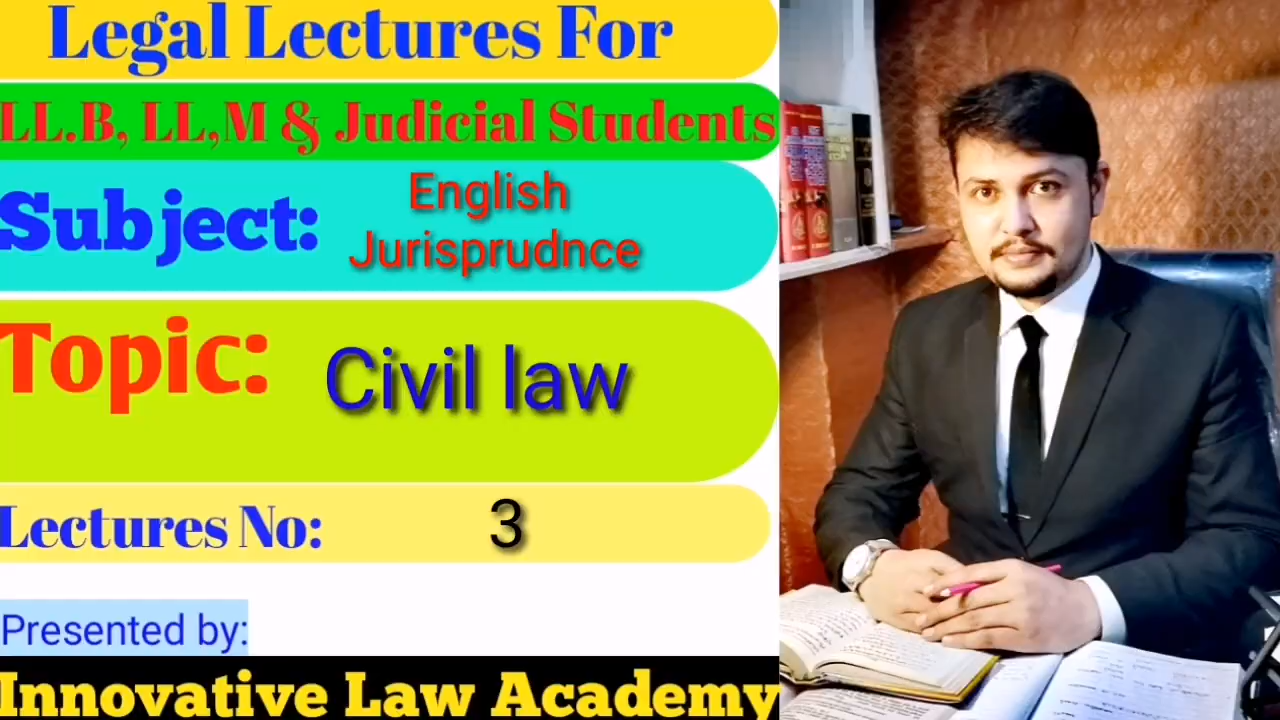 Legal Lectures For
LL.B, LL,M & Judicial Students
Subject:
English
Jurisprudnce
Topic:
Civil law
Lectures No:
3
Presented by:
Innovative Law Academy